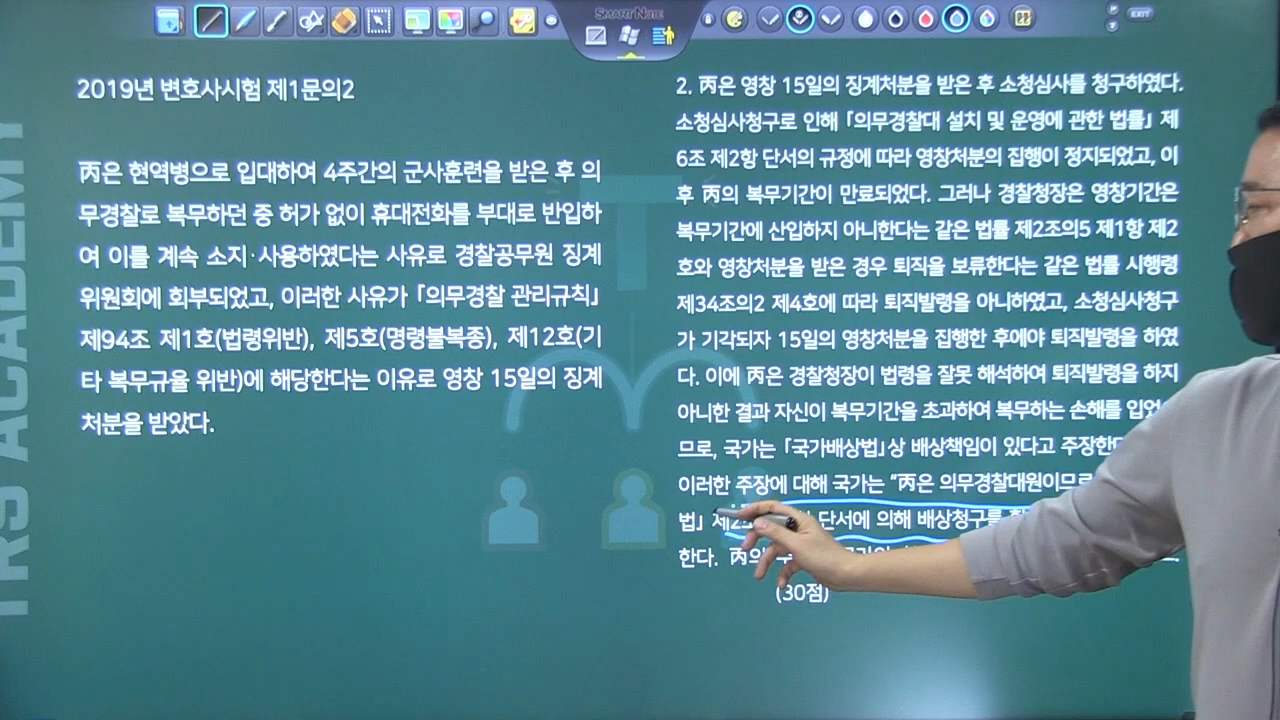 SMART NOTE
EXIT
TRS ACADEMY
2019년 변호사시험 제1문의2
丙은 현역병으로 입대하여 4주간의 군사훈련을 받은 후 의
무경찰로 복무하던 중 허가 없이 휴대전화를 부대로 반입하
여 이를 계속 소지·사용하였다는 사유로 경찰공무원 징계
위원회에 회부되었고, 이러한 사유가 「의무경찰 관리규칙」
제94조 제1호(법령위반), 제5호(명령불복종), 제12호(기
타 복무규율 위반)에 해당한다는 이유로 영창 15일의 징계
처분을 받았다.
2. 丙은 영창 15일의 징계처분을 받은 후 소청심사를 청구하였다.
소청심사청구로 인해 「의무경찰대 설치 및 운영에 관한 법률」 제
6조 제2항 단서의 규정에 따라 영창처분의 집행이 정지되었고, 이
후 丙의 복무기간이 만료되었다. 그러나 경찰청장은 영창기간은
복무기간에 산입하지 아니한다는 같은 법률 제2조의5 제1항 제2
호와 영창처분을 받은 경우 퇴직을 보류한다는 같은 법률 시행령
제34조의2 제4호에 따라 퇴직발령을 아니하였고, 소청심사청구
가 기각되자 15일의 영창처분을 집행한 후에야 퇴직발령을 하였
다. 이에 丙은 경찰청장이 법령을 잘못 해석하여 퇴직발령을 하지
아니한 결과 자신이 복무기간을 초과하여 복무하는 손해를 입었
므로, 국가는 「국가배상법」상 배상책임이 있다고 주장한
이러한 주장에 대해 국가는 "丙은 의무경찰대원이므
법」 단서에 의해 배상청구를
한다. 丙의
(30점)